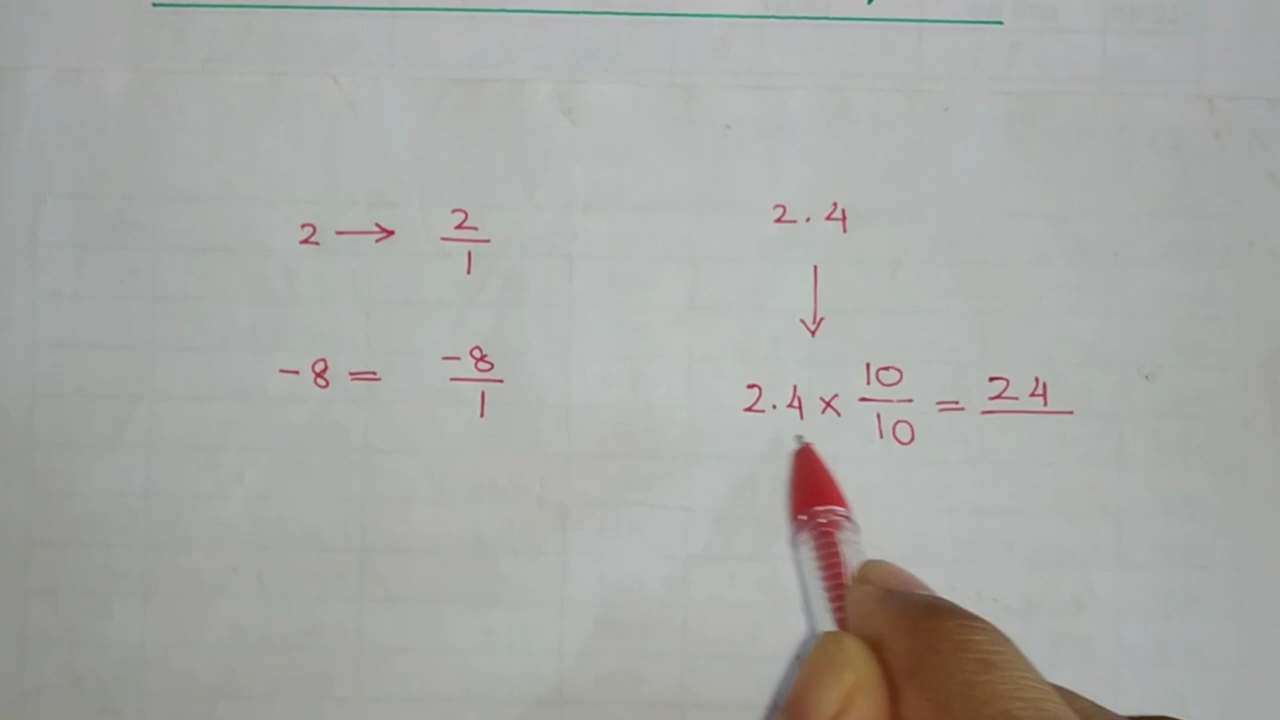 2 → 2/1
-8 = -8/1
2.4
↓
2.4 × 10/10 = 24/